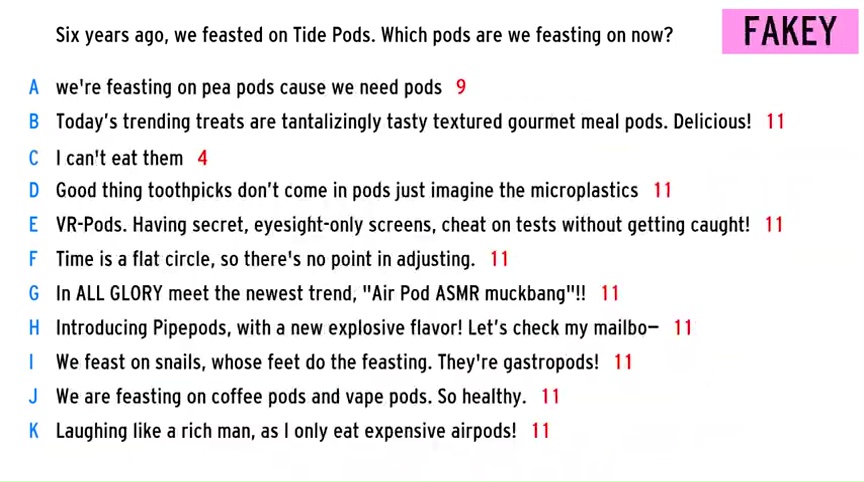 Six years ago, we feasted on Tide Pods. Which pods are we feasting on now?
FAKEY
A we're feasting on pea pods cause we need pods 9
B Today's trending treats are tantalizingly tasty textured gourmet meal pods. Delicious! 11
C I can't eat them 4
D Good thing toothpicks don't come in pods just imagine the microplastics 11
E VR-Pods. Having secret, eyesight-only screens, cheat on tests without getting caught! 11
F Time is a flat circle, so there's no point in adjusting. 11
G In ALL GLORY meet the newest trend, "Air Pod ASMR muckbang"!! 11
H Introducing Pipepods, with a new explosive flavor! Let's check my mailbo— 11
I We feast on snails, whose feet do the feasting. They're gastropods! 11
J We are feasting on coffee pods and vape pods. So healthy. 11
K Laughing like a rich man, as I only eat expensive airpods! 11